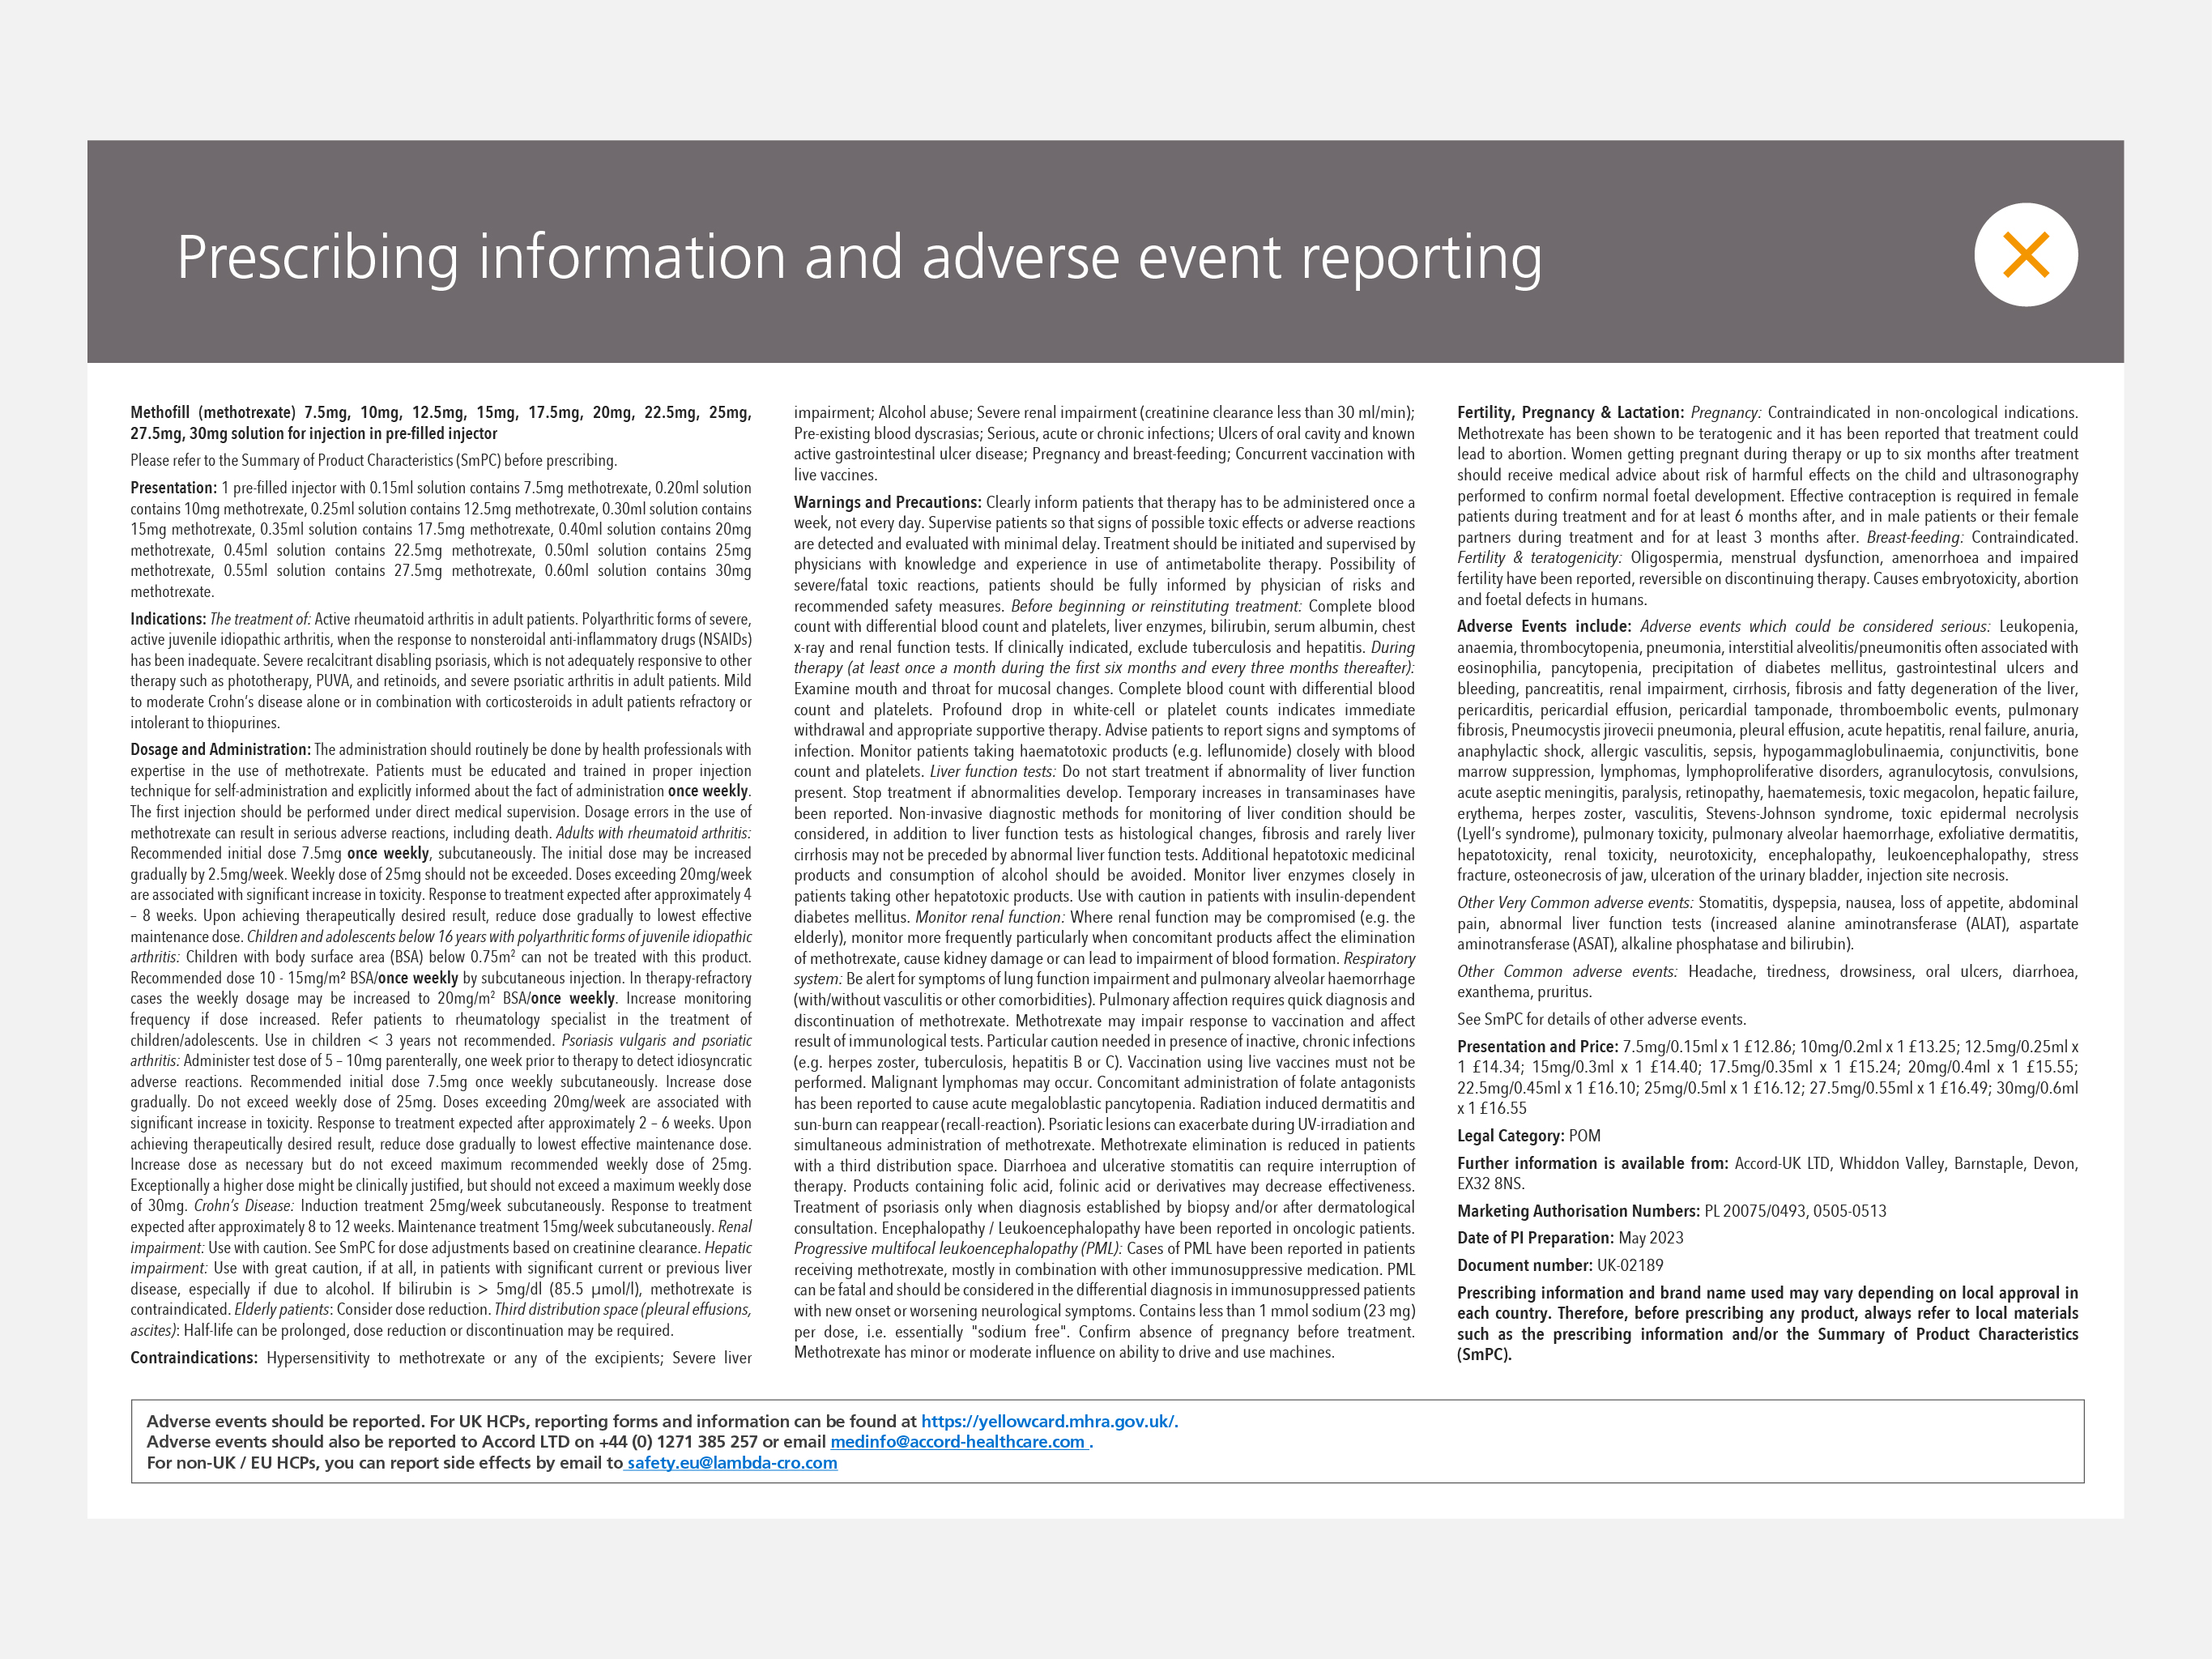 Prescribing information and adverse event reporting
Methofill (methotrexate) 7.5mg, 10mg, 12.5mg, 15mg, 17.5mg, 20mg, 22.5mg, 25mg,
27.5mg, 30mg solution for injection in pre-filled injector
Please refer to the Summary of Product Characteristics (SmPC) before prescribing.
Presentation: 1 pre-filled injector with 0.15ml solution contains 7.5mg methotrexate, 0.20ml solution
contains 10mg methotrexate, 0.25ml solution contains 12.5mg methotrexate, 0.30ml solution contains
15mg methotrexate, 0.35ml solution contains 17.5mg methotrexate, 0.40ml solution contains 20mg
methotrexate, 0.45ml solution contains 22.5mg methotrexate, 0.50ml solution contains 25mg
methotrexate, 0.55ml solution contains 27.5mg methotrexate, 0.60ml solution contains 30mg
methotrexate.
Indications: The treatment of: Active rheumatoid arthritis in adult patients. Polyarthritic forms of severe,
active juvenile idiopathic arthritis, when the response to nonsteroidal anti-inflammatory drugs (NSAIDs)
has been inadequate. Severe recalcitrant disabling psoriasis, which is not adequately responsive to other
therapy such as phototherapy, PUVA, and retinoids, and severe psoriatic arthritis in adult patients. Mild
to moderate Crohn's disease alone or in combination with corticosteroids in adult patients refractory or
intolerant to thiopurines.
Dosage and Administration: The administration should routinely be done by health professionals with
expertise in the use of methotrexate. Patients must be educated and trained in proper injection
technique for self-administration and explicitly informed about the fact of administration once weekly.
The first injection should be performed under direct medical supervision. Dosage errors in the use of
methotrexate can result in serious adverse reactions, including death. Adults with rheumatoid arthritis:
Recommended initial dose 7.5mg once weekly, subcutaneously. The initial dose may be increased
gradually by 2.5mg/week. Weekly dose of 25mg should not be exceeded. Doses exceeding 20mg/week
are associated with significant increase in toxicity. Response to treatment expected after approximately 4
– 8 weeks. Upon achieving therapeutically desired result, reduce dose gradually to lowest effective
maintenance dose. Children and adolescents below 16 years with polyarthritic forms of juvenile idiopathic
arthritis: Children with body surface area (BSA) below 0.75m² can not be treated with this product.
Recommended dose 10 - 15mg/m² BSA/once weekly by subcutaneous injection. In therapy-refractory
cases the weekly dosage may be increased to 20mg/m² BSA/once weekly. Increase monitoring
frequency if dose increased. Refer patients to rheumatology specialist in the treatment of
children/adolescents. Use in children < 3 years not recommended. Psoriasis vulgaris and psoriatic
arthritis: Administer test dose of 5 – 10mg parenterally, one week prior to therapy to detect idiosyncratic
adverse reactions. Recommended initial dose 7.5mg once weekly subcutaneously. Increase dose
gradually. Do not exceed weekly dose of 25mg. Doses exceeding 20mg/week are associated with
significant increase in toxicity. Response to treatment expected after approximately 2 – 6 weeks. Upon
achieving therapeutically desired result, reduce dose gradually to lowest effective maintenance dose.
Increase dose as necessary but do not exceed maximum recommended weekly dose of 25mg.
Exceptionally a higher dose might be clinically justified, but should not exceed a maximum weekly dose
of 30mg. Crohn's Disease: Induction treatment 25mg/week subcutaneously. Response to treatment
expected after approximately 8 to 12 weeks. Maintenance treatment 15mg/week subcutaneously. Renal
impairment: Use with caution. See SmPC for dose adjustments based on creatinine clearance. Hepatic
impairment: Use with great caution, if at all, in patients with significant current or previous liver
disease, especially if due to alcohol. If bilirubin is > 5mg/dl (85.5 µmol/l), methotrexate is
contraindicated. Elderly patients: Consider dose reduction. Third distribution space (pleural effusions,
ascites): Half-life can be prolonged, dose reduction or discontinuation may be required.
Contraindications: Hypersensitivity to methotrexate or any of the excipients; Severe liver
impairment; Alcohol abuse; Severe renal impairment (creatinine clearance less than 30 ml/min);
Pre-existing blood dyscrasias; Serious, acute or chronic infections; Ulcers of oral cavity and known
active gastrointestinal ulcer disease; Pregnancy and breast-feeding; Concurrent vaccination with
live vaccines.
Warnings and Precautions: Clearly inform patients that therapy has to be administered once a
week, not every day. Supervise patients so that signs of possible toxic effects or adverse reactions
are detected and evaluated with minimal delay. Treatment should be initiated and supervised by
physicians with knowledge and experience in use of antimetabolite therapy. Possibility of
severe/fatal toxic reactions, patients should be fully informed by physician of risks and
recommended safety measures. Before beginning or reinstituting treatment: Complete blood
count with differential blood count and platelets, liver enzymes, bilirubin, serum albumin, chest
x-ray and renal function tests. If clinically indicated, exclude tuberculosis and hepatitis. During
therapy (at least once a month during the first six months and every three months thereafter):
Examine mouth and throat for mucosal changes. Complete blood count with differential blood
count and platelets. Profound drop in white-cell or platelet counts indicates immediate
withdrawal and appropriate supportive therapy. Advise patients to report signs and symptoms of
infection. Monitor patients taking haematotoxic products (e.g. leflunomide) closely with blood
count and platelets. Liver function tests: Do not start treatment if abnormality of liver function
present. Stop treatment if abnormalities develop. Temporary increases in transaminases have
been reported. Non-invasive diagnostic methods for monitoring of liver condition should be
considered, in addition to liver function tests as histological changes, fibrosis and rarely liver
cirrhosis may not be preceded by abnormal liver function tests. Additional hepatotoxic medicinal
products and consumption of alcohol should be avoided. Monitor liver enzymes closely in
patients taking other hepatotoxic products. Use with caution in patients with insulin-dependent
diabetes mellitus. Monitor renal function: Where renal function may be compromised (e.g. the
elderly), monitor more frequently particularly when concomitant products affect the elimination
of methotrexate, cause kidney damage or can lead to impairment of blood formation. Respiratory
system: Be alert for symptoms of lung function impairment and pulmonary alveolar haemorrhage
(with/without vasculitis or other comorbidities). Pulmonary affection requires quick diagnosis and
discontinuation of methotrexate. Methotrexate may impair response to vaccination and affect
result of immunological tests. Particular caution needed in presence of inactive, chronic infections
(e.g. herpes zoster, tuberculosis, hepatitis B or C). Vaccination using live vaccines must not be
performed. Malignant lymphomas may occur. Concomitant administration of folate antagonists
has been reported to cause acute megaloblastic pancytopenia. Radiation induced dermatitis and
sun-burn can reappear (recall-reaction). Psoriatic lesions can exacerbate during UV-irradiation and
simultaneous administration of methotrexate. Methotrexate elimination is reduced in patients
with a third distribution space. Diarrhoea and ulcerative stomatitis can require interruption of
therapy. Products containing folic acid, folinic acid or derivatives may decrease effectiveness.
Treatment of psoriasis only when diagnosis established by biopsy and/or after dermatological
consultation. Encephalopathy / Leukoencephalopathy have been reported in oncologic patients.
Progressive multifocal leukoencephalopathy (PML): Cases of PML have been reported in patients
receiving methotrexate, mostly in combination with other immunosuppressive medication. PML
can be fatal and should be considered in the differential diagnosis in immunosuppressed patients
with new onset or worsening neurological symptoms. Contains less than 1 mmol sodium (23 mg)
per dose, i.e. essentially "sodium free". Confirm absence of pregnancy before treatment.
Methotrexate has minor or moderate influence on ability to drive and use machines.
Fertility, Pregnancy & Lactation: Pregnancy: Contraindicated in non-oncological indications.
Methotrexate has been shown to be teratogenic and it has been reported that treatment could
lead to abortion. Women getting pregnant during therapy or up to six months after treatment
should receive medical advice about risk of harmful effects on the child and ultrasonography
performed to confirm normal foetal development. Effective contraception is required in female
patients during treatment and for at least 6 months after, and in male patients or their female
partners during treatment and for at least 3 months after. Breast-feeding: Contraindicated.
Fertility & teratogenicity: Oligospermia, menstrual dysfunction, amenorrhoea and impaired
fertility have been reported, reversible on discontinuing therapy. Causes embryotoxicity, abortion
and foetal defects in humans.
Adverse Events include: Adverse events which could be considered serious: Leukopenia,
anaemia, thrombocytopenia, pneumonia, interstitial alveolitis/pneumonitis often associated with
eosinophilia, pancytopenia, precipitation of diabetes mellitus, gastrointestinal ulcers and
bleeding, pancreatitis, renal impairment, cirrhosis, fibrosis and fatty degeneration of the liver,
pericarditis, pericardial effusion, pericardial tamponade, thromboembolic events, pulmonary
fibrosis, Pneumocystis jirovecii pneumonia, pleural effusion, acute hepatitis, renal failure, anuria,
anaphylactic shock, allergic vasculitis, sepsis, hypogammaglobulinaemia, conjunctivitis, bone
marrow suppression, lymphomas, lymphoproliferative disorders, agranulocytosis, convulsions,
acute aseptic meningitis, paralysis, retinopathy, haematemesis, toxic megacolon, hepatic failure,
erythema, herpes zoster, vasculitis, Stevens-Johnson syndrome, toxic epidermal necrolysis
(Lyell's syndrome), pulmonary toxicity, pulmonary alveolar haemorrhage, exfoliative dermatitis,
hepatotoxicity, renal toxicity, neurotoxicity, encephalopathy, leukoencephalopathy, stress
fracture, osteonecrosis of jaw, ulceration of the urinary bladder, injection site necrosis.
Other Very Common adverse events: Stomatitis, dyspepsia, nausea, loss of appetite, abdominal
pain, abnormal liver function tests (increased alanine aminotransferase (ALAT), aspartate
aminotransferase (ASAT), alkaline phosphatase and bilirubin).
Other Common adverse events: Headache, tiredness, drowsiness, oral ulcers, diarrhoea,
exanthema, pruritus.
See SmPC for details of other adverse events.
Presentation and Price: 7.5mg/0.15ml x 1 £12.86; 10mg/0.2ml x 1 £13.25; 12.5mg/0.25ml x
1 £14.34; 15mg/0.3ml x 1 £14.40; 17.5mg/0.35ml x 1 £15.24; 20mg/0.4ml x 1 £15.55;
22.5mg/0.45ml x 1 £16.10; 25mg/0.5ml x 1 £16.12; 27.5mg/0.55ml x 1 £16.49; 30mg/0.6ml
x 1 £16.55
Legal Category: POM
Further information is available from: Accord-UK LTD, Whiddon Valley, Barnstaple, Devon,
EX32 8NS.
Marketing Authorisation Numbers: PL 20075/0493, 0505-0513
Date of PI Preparation: May 2023
Document number: UK-02189
Prescribing information and brand name used may vary depending on local approval in
each country. Therefore, before prescribing any product, always refer to local materials
such as the prescribing information and/or the Summary of Product Characteristics
(SmPC).
Adverse events should be reported. For UK HCPs, reporting forms and information can be found at https://yellowcard.mhra.gov.uk/.
Adverse events should also be reported to Accord LTD on +44 (0) 1271 385 257 or email medinfo@accord-healthcare.com .
For non-UK / EU HCPs, you can report side effects by email to safety.eu@lambda-cro.com